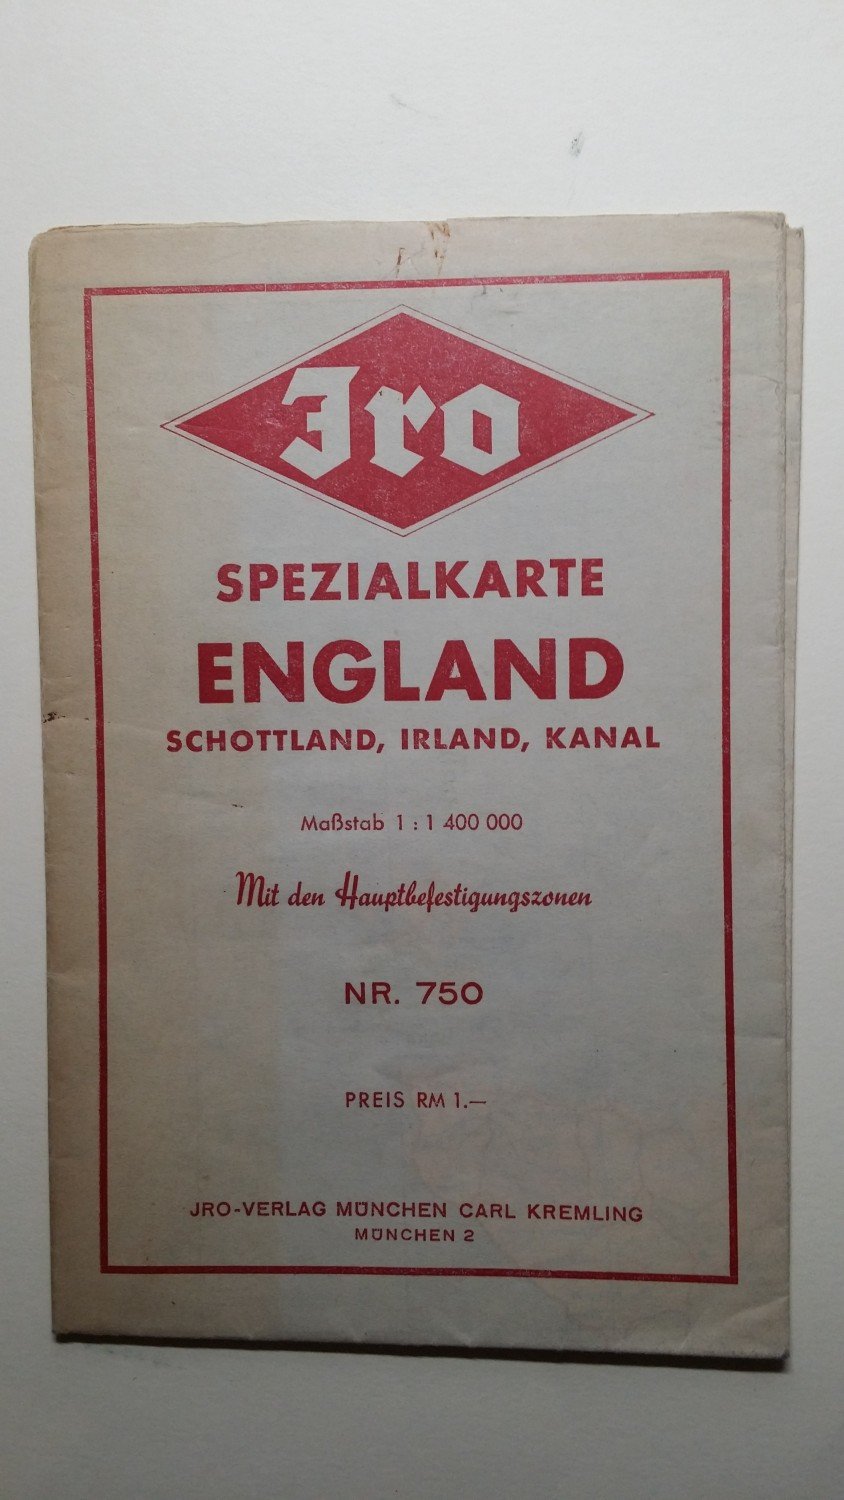 Jro
SPEZIALKARTE
ENGLAND
SCHOTTLAND, IRLAND, KANAL
Maßstab 1 : 1 400 000
Mit den Hauptbefestigungszonen
NR. 750
PREIS RM 1.—
JRO-VERLAG MÜNCHEN CARL KREMLING
MÜNCHEN 2